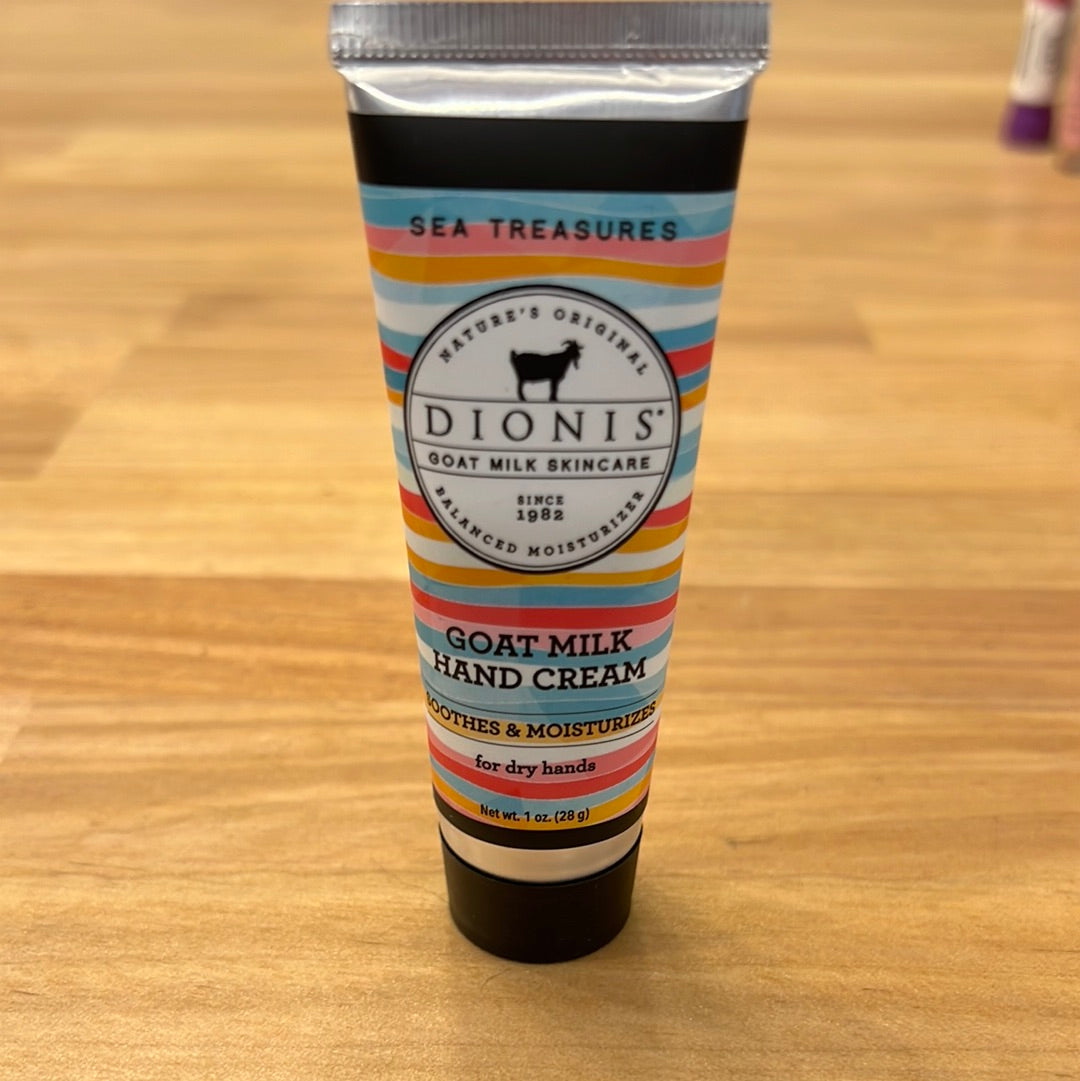 SEA TREASURES
NATURE'S ORIGINAL
DIONIS®
GOAT MILK SKINCARE
SINCE
1982
BALANCED MOISTURIZER
GOAT MILK
HAND CREAM
SOOTHES & MOISTURIZES
for dry hands
Net wt. 1 oz. (28 g)